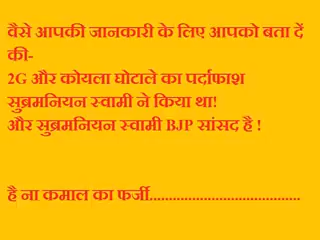 वैसे आपकी जानकारी के लिए आपको बता दें
की-
2G और कोयला घोटाले का पर्दाफाश
सुब्रमनियन स्वामी ने किया था!
और सुब्रमनियन स्वामी BJP सांसद है !
है ना कमाल का फर्जी.......................................